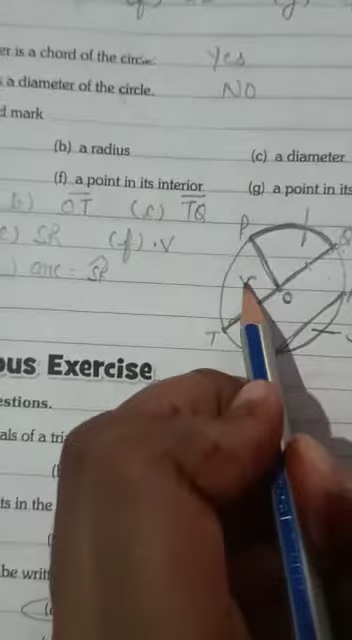 er is a chord of the circle. Yes
a diameter of the circle. NO
d mark
(b) a radius (c) a diameter
(f) a point in its interior (g) a point in its
b) OT (c) TQ
c) SR (f) .V
) arc = SR
P
O
T
ous Exercise
estions.
als of a tri
ts in the
be writ